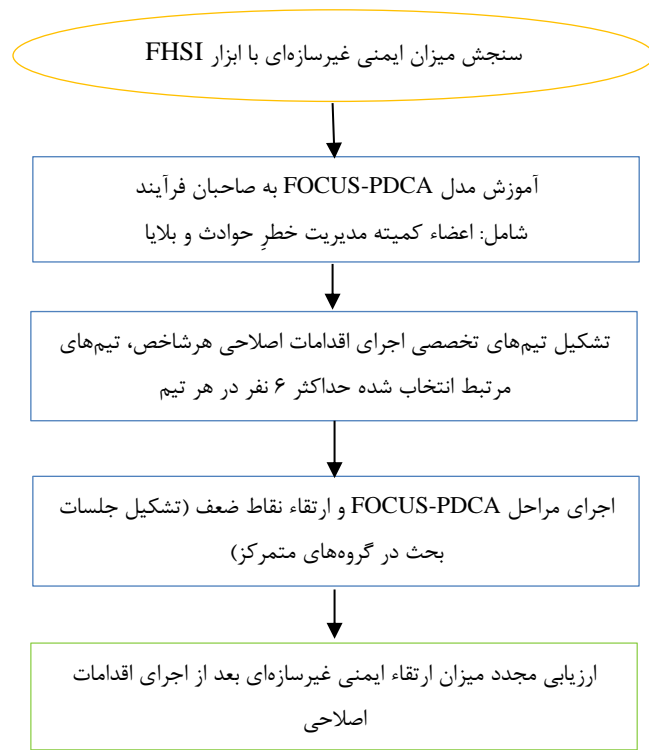 سنجش میزان ایمنی غیرسازه‌ای با ابزار FHSI
آموزش مدل FOCUS-PDCA به صاحبان فرآیند
شامل: اعضاء کمیته مدیریت خطرِ حوادث و بلایا
تشکیل تیم‌های تخصصی اجرای اقدامات اصلاحی هرشاخص، تیم‌های
مرتبط انتخاب شده حداکثر ۶ نفر در هر تیم
اجرای مراحل FOCUS-PDCA و ارتقاء نقاط ضعف (تشکیل جلسات
بحث در گروه‌های متمرکز)
ارزیابی مجدد میزان ارتقاء ایمنی غیرسازه‌ای بعد از اجرای اقدامات
اصلاحی